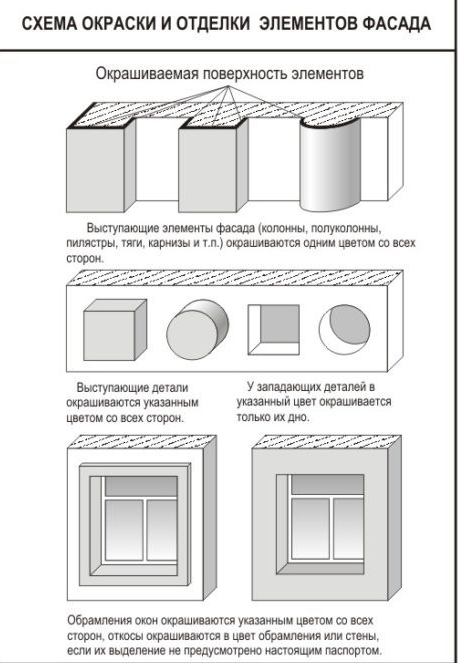 СХЕМА ОКРАСКИ И ОТДЕЛКИ ЭЛЕМЕНТОВ ФАСАДА
Окрашиваемая поверхность элементов
Выступающие элементы фасада (колонны, полуколонны,
пилястры, тяги, карнизы и т.п.) окрашиваются одним цветом со всех
сторон.
Выступающие детали
окрашиваются указанным
цветом со всех сторон.
У западающих деталей в
указанный цвет окрашивается
только их дно.
Обрамления окон окрашиваются указанным цветом со всех
сторон, откосы окрашиваются в цвет обрамления или стены,
если их выделение не предусмотрено настоящим паспортом.